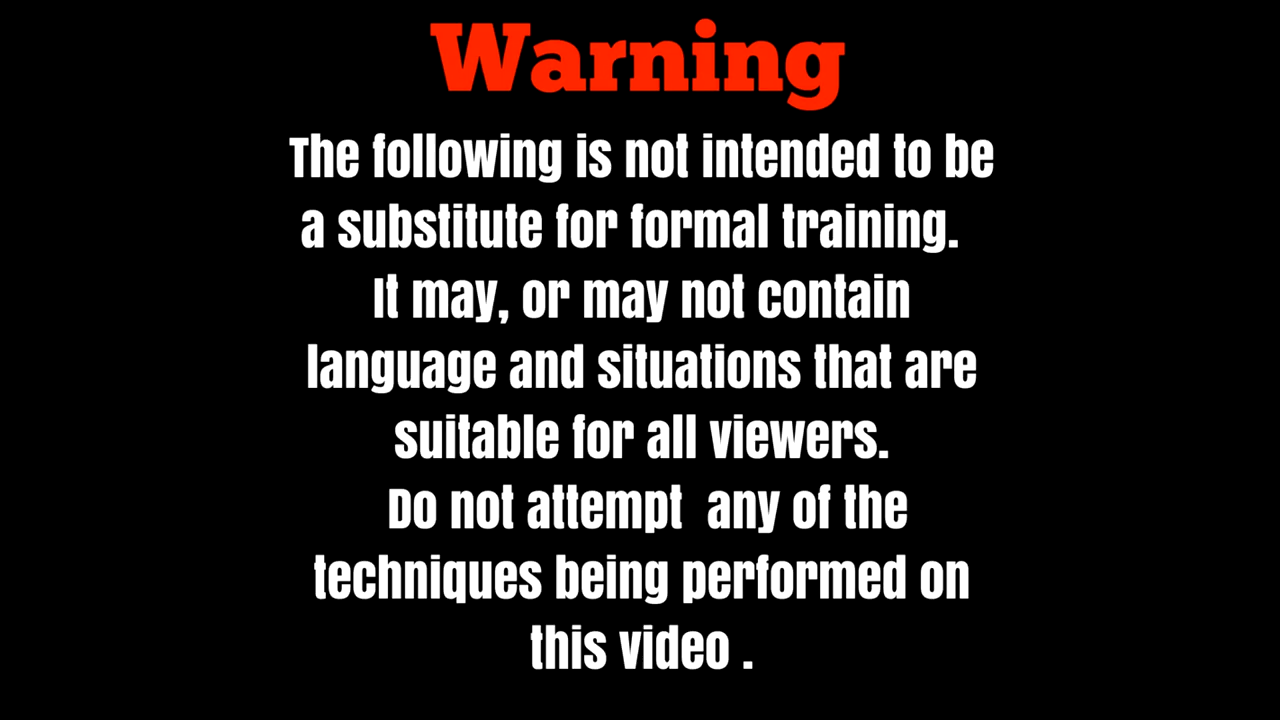 Warning
The following is not intended to be
a substitute for formal training.
It may, or may not contain
language and situations that are
suitable for all viewers.
Do not attempt  any of the
techniques being performed on
this video .